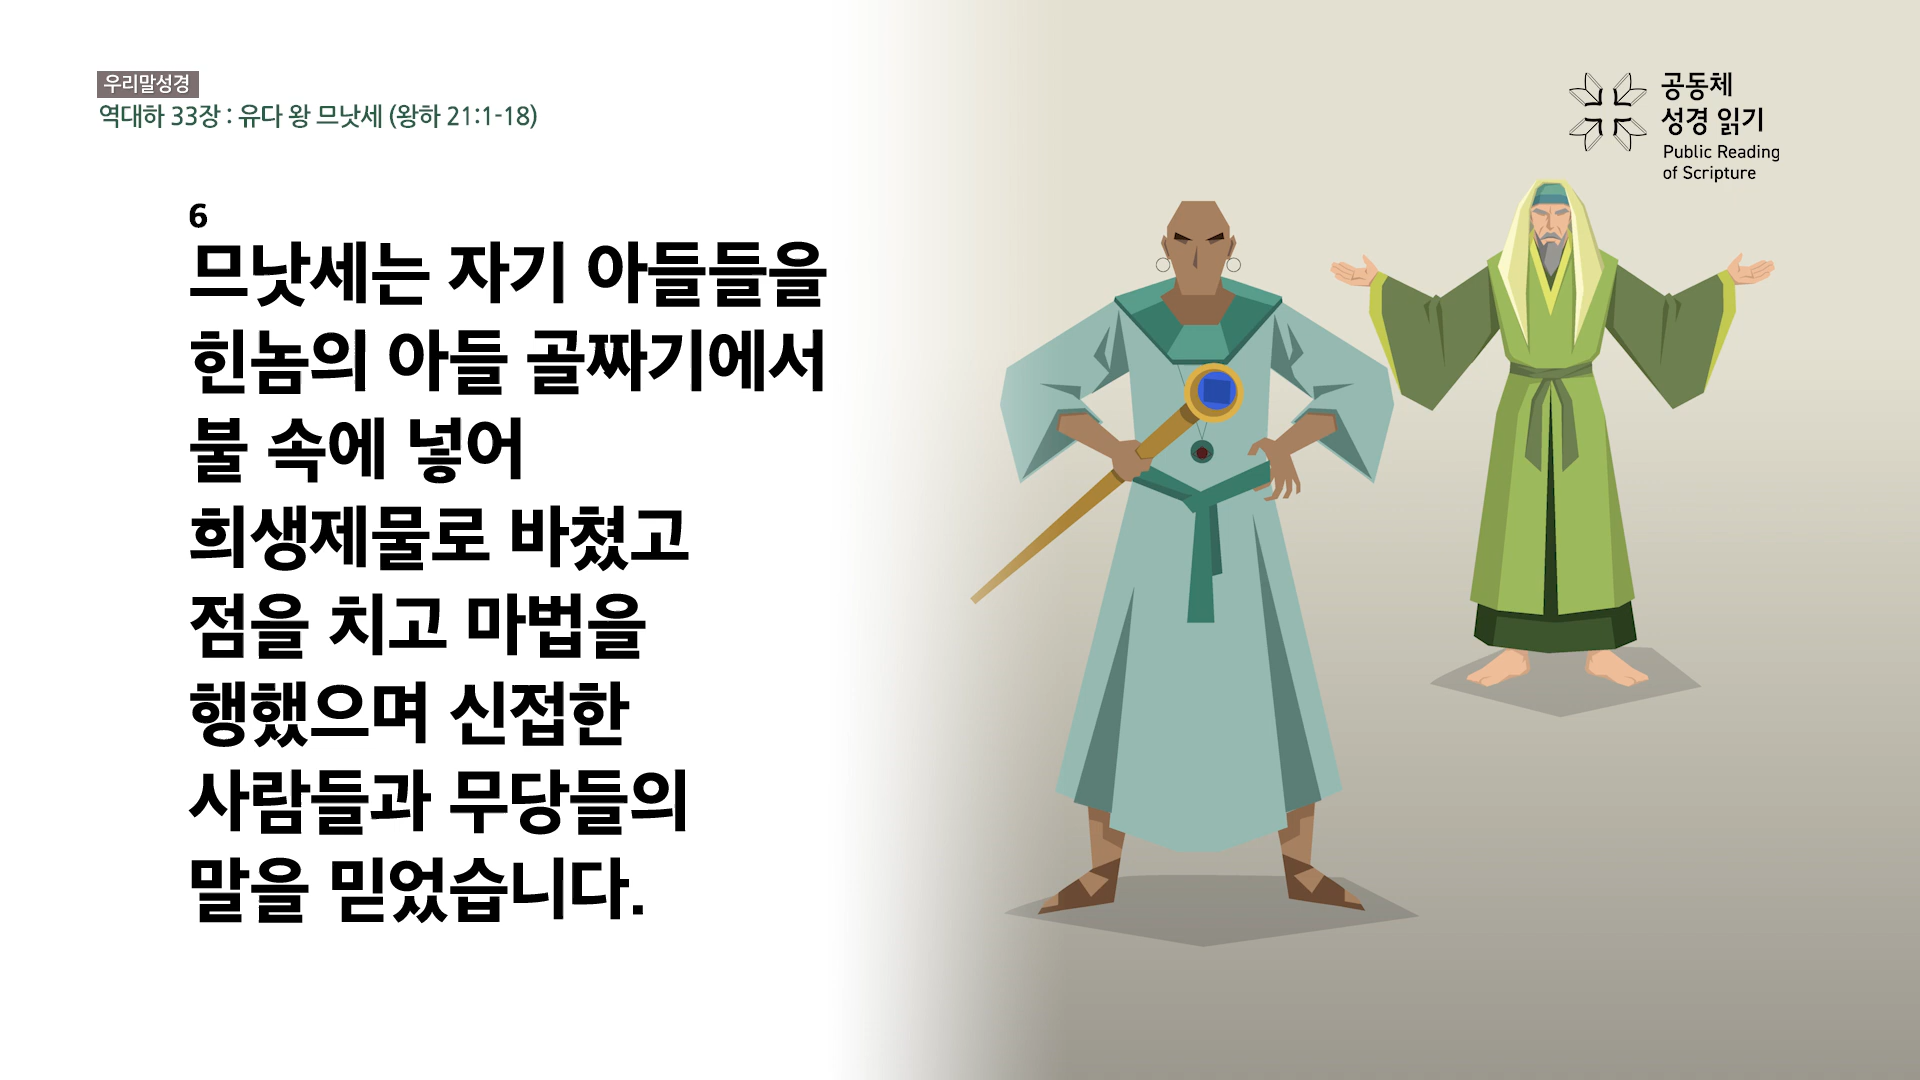 우리말성경
역대하 33장 : 유다 왕 므낫세 (왕하 21:1-18)
공동체
성경 읽기
Public Reading
of Scripture
6
므낫세는 자기 아들들을
힌놈의 아들 골짜기에서
불 속에 넣어
희생제물로 바쳤고
점을 치고 마법을
행했으며 신접한
사람들과 무당들의
말을 믿었습니다.